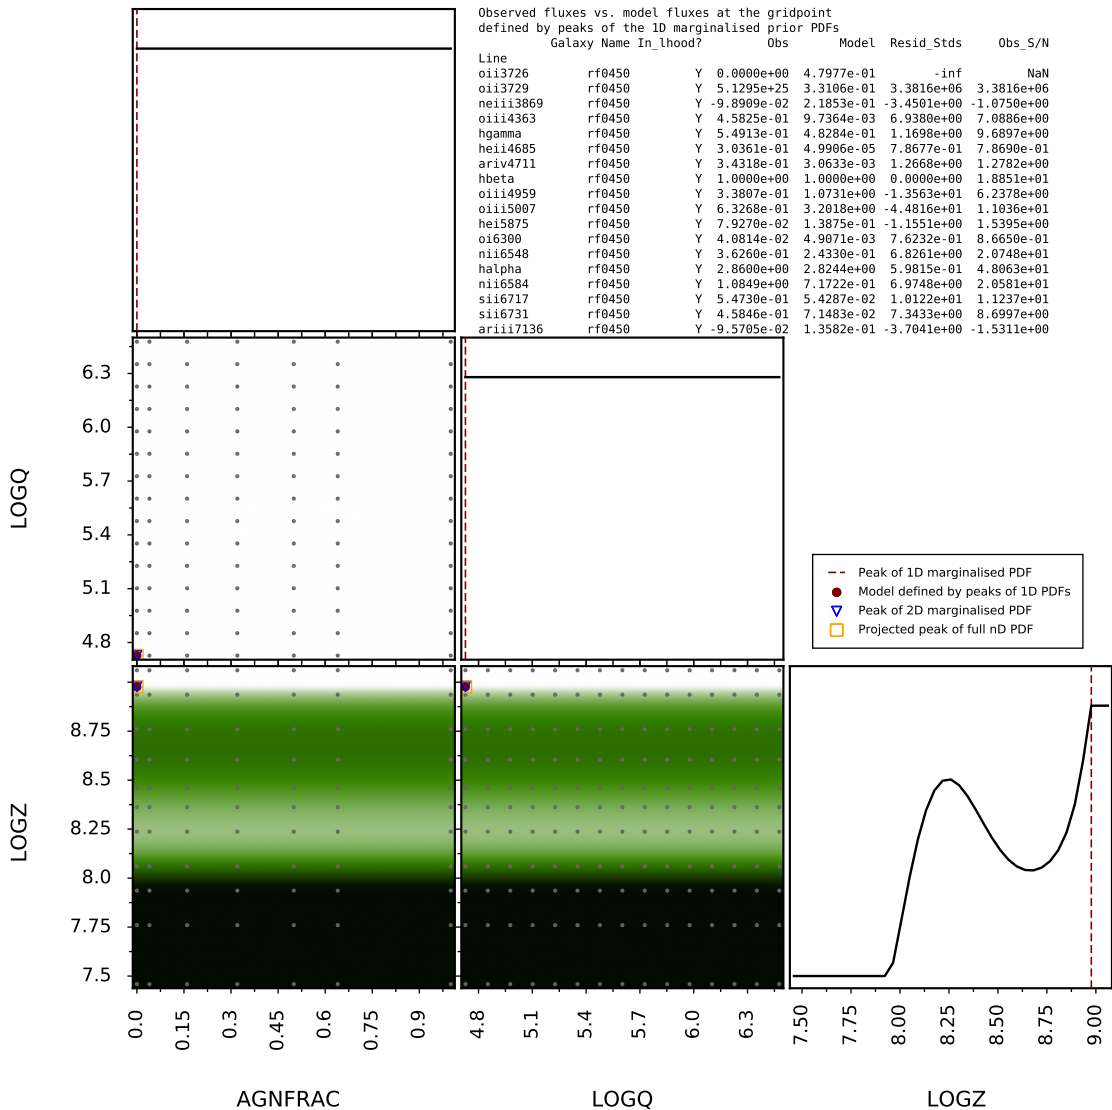 Observed fluxes vs. model fluxes at the gridpoint
defined by peaks of the 1D marginalised prior PDFs
Galaxy Name In_lhood? Obs Model Resid_Stds Obs_S/N
Line
oii3726 rf0450 Y 0.0000e+00 4.7977e-01 -inf NaN
oii3729 rf0450 Y 5.1295e+25 3.3106e-01 3.3816e+06 3.3816e+06
neiii3869 rf0450 Y -9.8909e-02 2.1853e-01 -3.4501e+00 -1.0750e+00
oiii4363 rf0450 Y 4.5825e-01 9.7364e-03 6.9380e+00 7.0886e+00
hgamma rf0450 Y 5.4913e-01 4.8284e-01 1.1698e+00 9.6897e+00
heii4685 rf0450 Y 3.0361e-01 4.9906e-05 7.8677e-01 7.8690e-01
ariv4711 rf0450 Y 3.4318e-01 3.0633e-03 1.2668e+00 1.2782e+00
hbeta rf0450 Y 1.0000e+00 1.0000e+00 0.0000e+00 1.8851e+01
oiii4959 rf0450 Y 3.3807e-01 1.0731e+00 -1.3563e+01 6.2378e+00
oiii5007 rf0450 Y 6.3268e-01 3.2018e+00 -4.4816e+01 1.1036e+01
hei5875 rf0450 Y 7.9270e-02 1.3875e-01 -1.1551e+00 1.5395e+00
oi6300 rf0450 Y 4.0814e-02 4.9071e-03 7.6232e-01 8.6650e-01
nii6548 rf0450 Y 3.6260e-01 2.4330e-01 6.8261e+00 2.0748e+01
halpha rf0450 Y 2.8600e+00 2.8244e+00 5.9815e-01 4.8063e+01
nii6584 rf0450 Y 1.0849e+00 7.1722e-01 6.9748e+00 2.0581e+01
sii6717 rf0450 Y 5.4730e-01 5.4287e-02 1.0122e+01 1.1237e+01
sii6731 rf0450 Y 4.5846e-01 7.1483e-02 7.3433e+00 8.6997e+00
ariii7136 rf0450 Y -9.5705e-02 1.3582e-01 -3.7041e+00 -1.5311e+00
6.3
6.0
5.7
5.4
5.1
4.8
LOGQ
Peak of 1D marginalised PDF
Model defined by peaks of 1D PDFs
Peak of 2D marginalised PDF
Projected peak of full nD PDF
8.75
8.5
8.25
8.0
7.75
7.5
LOGZ
0.0 0.15 0.3 0.45 0.6 0.75 0.9
4.8 5.1 5.4 5.7 6.0 6.3
7.50 7.75 8.00 8.25 8.50 8.75 9.00
AGNFRAC LOGQ LOGZ